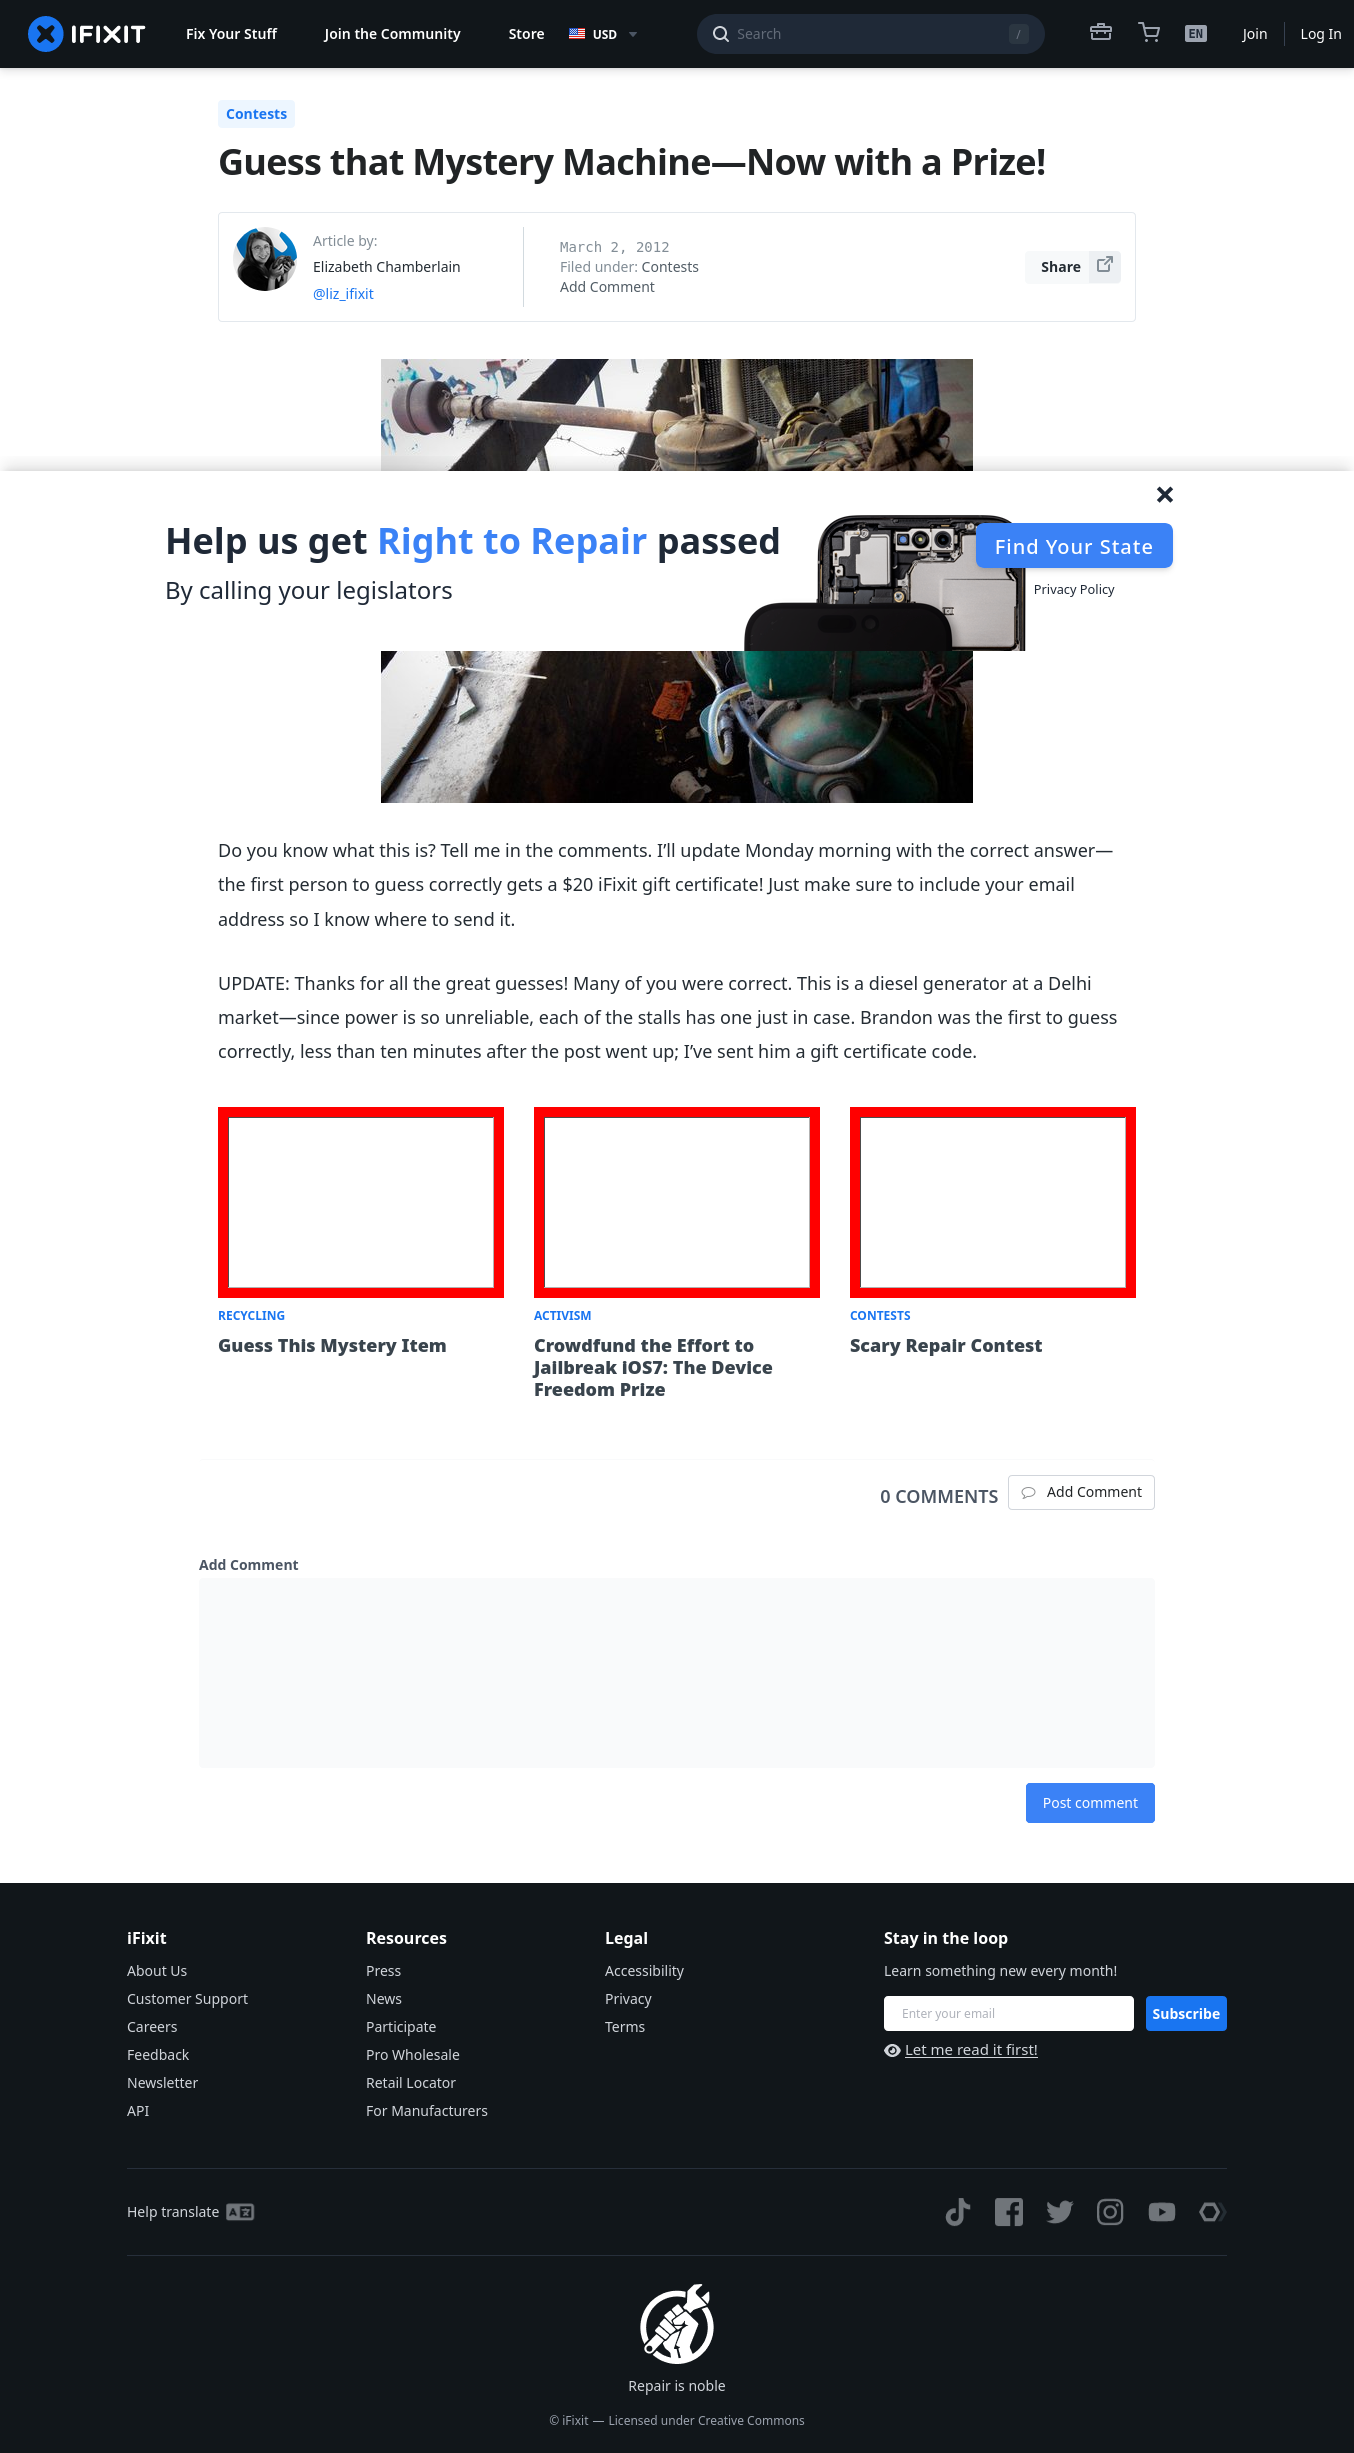 IFIXIT
Fix Your Stuff
Join the Community
Store
USD
Search
/
EN
Join
Log In
Contests
Guess that Mystery Machine—Now with a Prize!
Article by:
Elizabeth Chamberlain
@liz_ifixit
March 2, 2012
Filed under: Contests
Add Comment
Share
Help us get Right to Repair passed
By calling your legislators
Find Your State
Privacy Policy
Do you know what this is? Tell me in the comments. I’ll update Monday morning with the correct answer—
the first person to guess correctly gets a $20 iFixit gift certificate! Just make sure to include your email
address so I know where to send it.
UPDATE: Thanks for all the great guesses! Many of you were correct. This is a diesel generator at a Delhi
market—since power is so unreliable, each of the stalls has one just in case. Brandon was the first to guess
correctly, less than ten minutes after the post went up; I’ve sent him a gift certificate code.
RECYCLING
Guess This Mystery Item
ACTIVISM
Crowdfund the Effort to
Jailbreak iOS7: The Device
Freedom Prize
CONTESTS
Scary Repair Contest
0 COMMENTS
Add Comment
Add Comment
Post comment
iFixit
About Us
Customer Support
Careers
Feedback
Newsletter
API
Resources
Press
News
Participate
Pro Wholesale
Retail Locator
For Manufacturers
Legal
Accessibility
Privacy
Terms
Stay in the loop
Learn something new every month!
Enter your email
Subscribe
Let me read it first!
Help translate
A文
Repair is noble
© iFixit — Licensed under Creative Commons